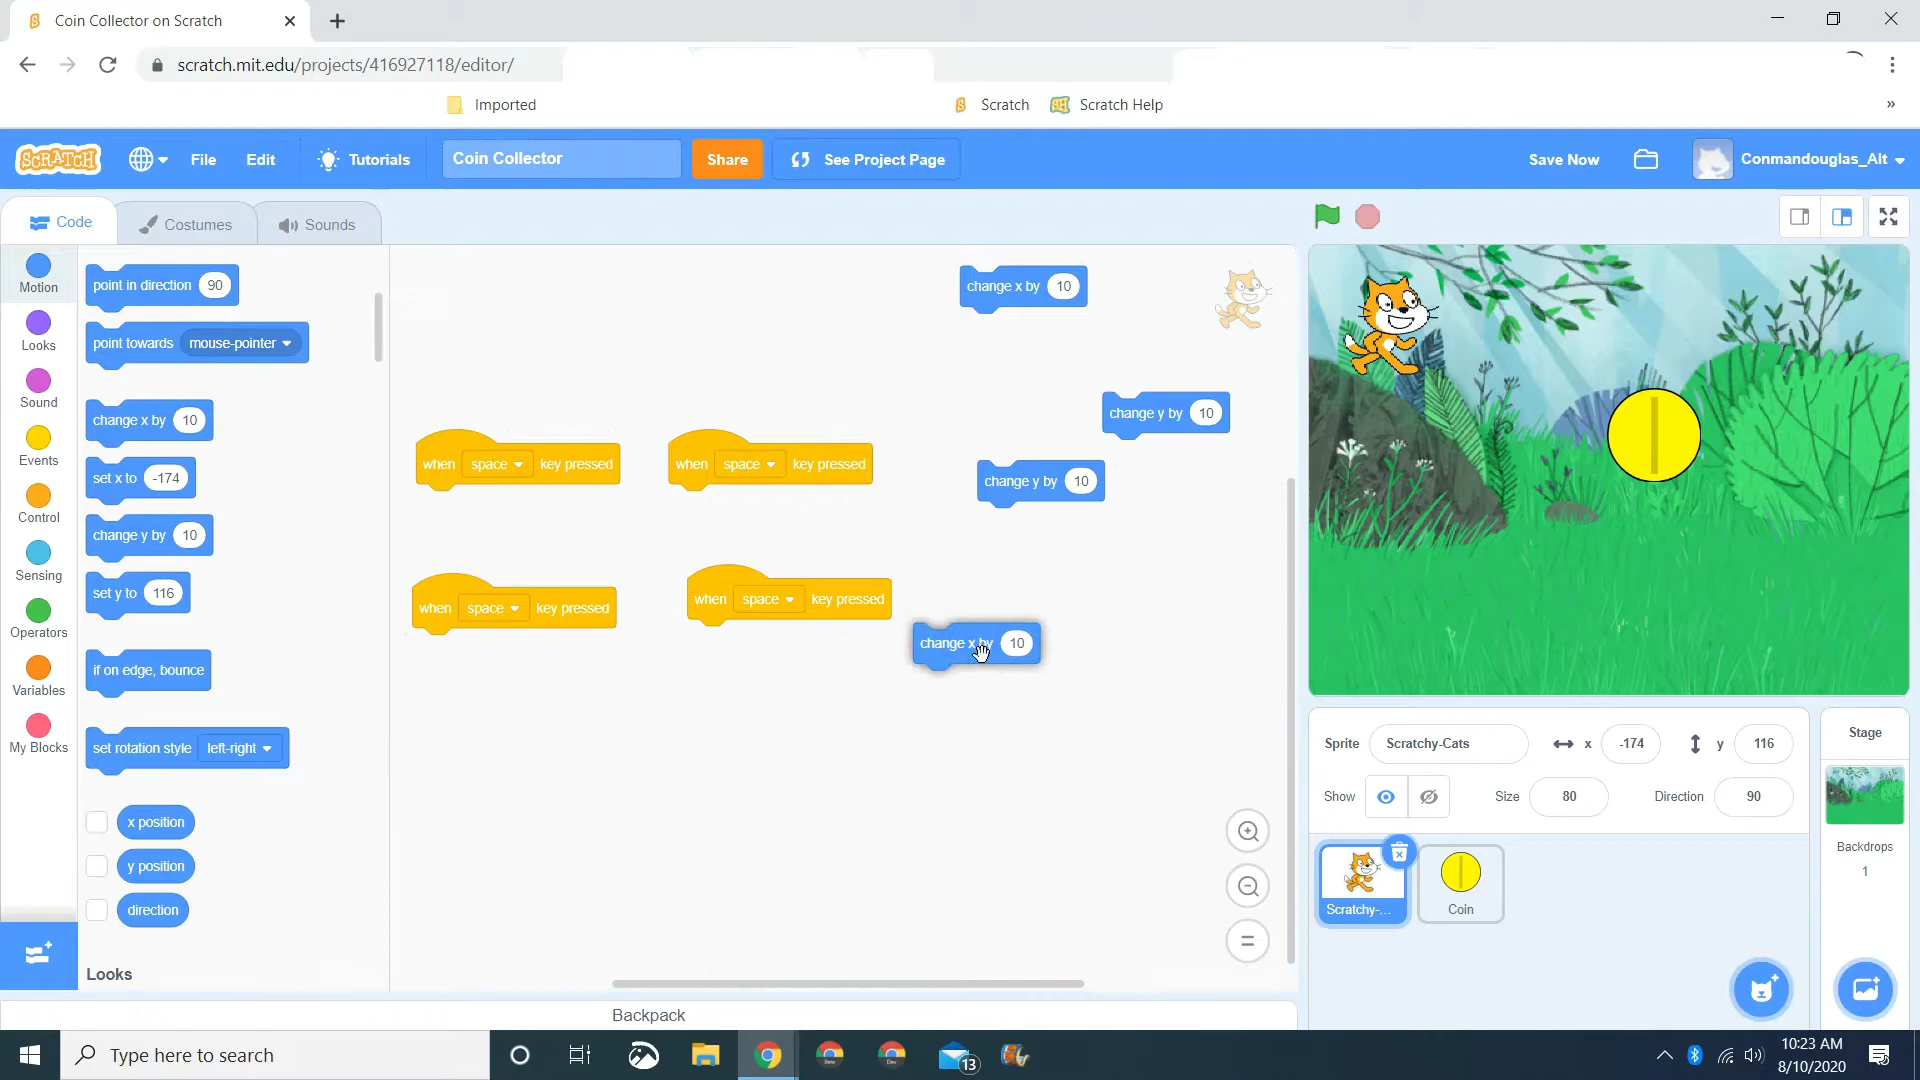 Coin Collector on Scratch
scratch.mit.edu/projects/416927118/editor/
Imported
Scratch
Scratch Help
»
SCRATCH
File
Edit
Tutorials
Coin Collector
Share
See Project Page
Save Now
Conmandouglas_Alt
Code
Costumes
Sounds
Motion
Looks
Sound
Events
Control
Sensing
Operators
Variables
My Blocks
point in direction 90
point towards mouse-pointer
change x by 10
set x to -174
change y by 10
set y to 116
if on edge, bounce
set rotation style left-right
x position
y position
direction
Looks
change x by 10
change y by 10
when space key pressed
when space key pressed
change y by 10
when space key pressed
when space key pressed
change x by 10
Backpack
Sprite Scratchy-Cats x -174 y 116
Show Size 80 Direction 90
Scratchy-...
Coin
Stage
Backdrops
1
Type here to search
13
10:23 AM
8/10/2020